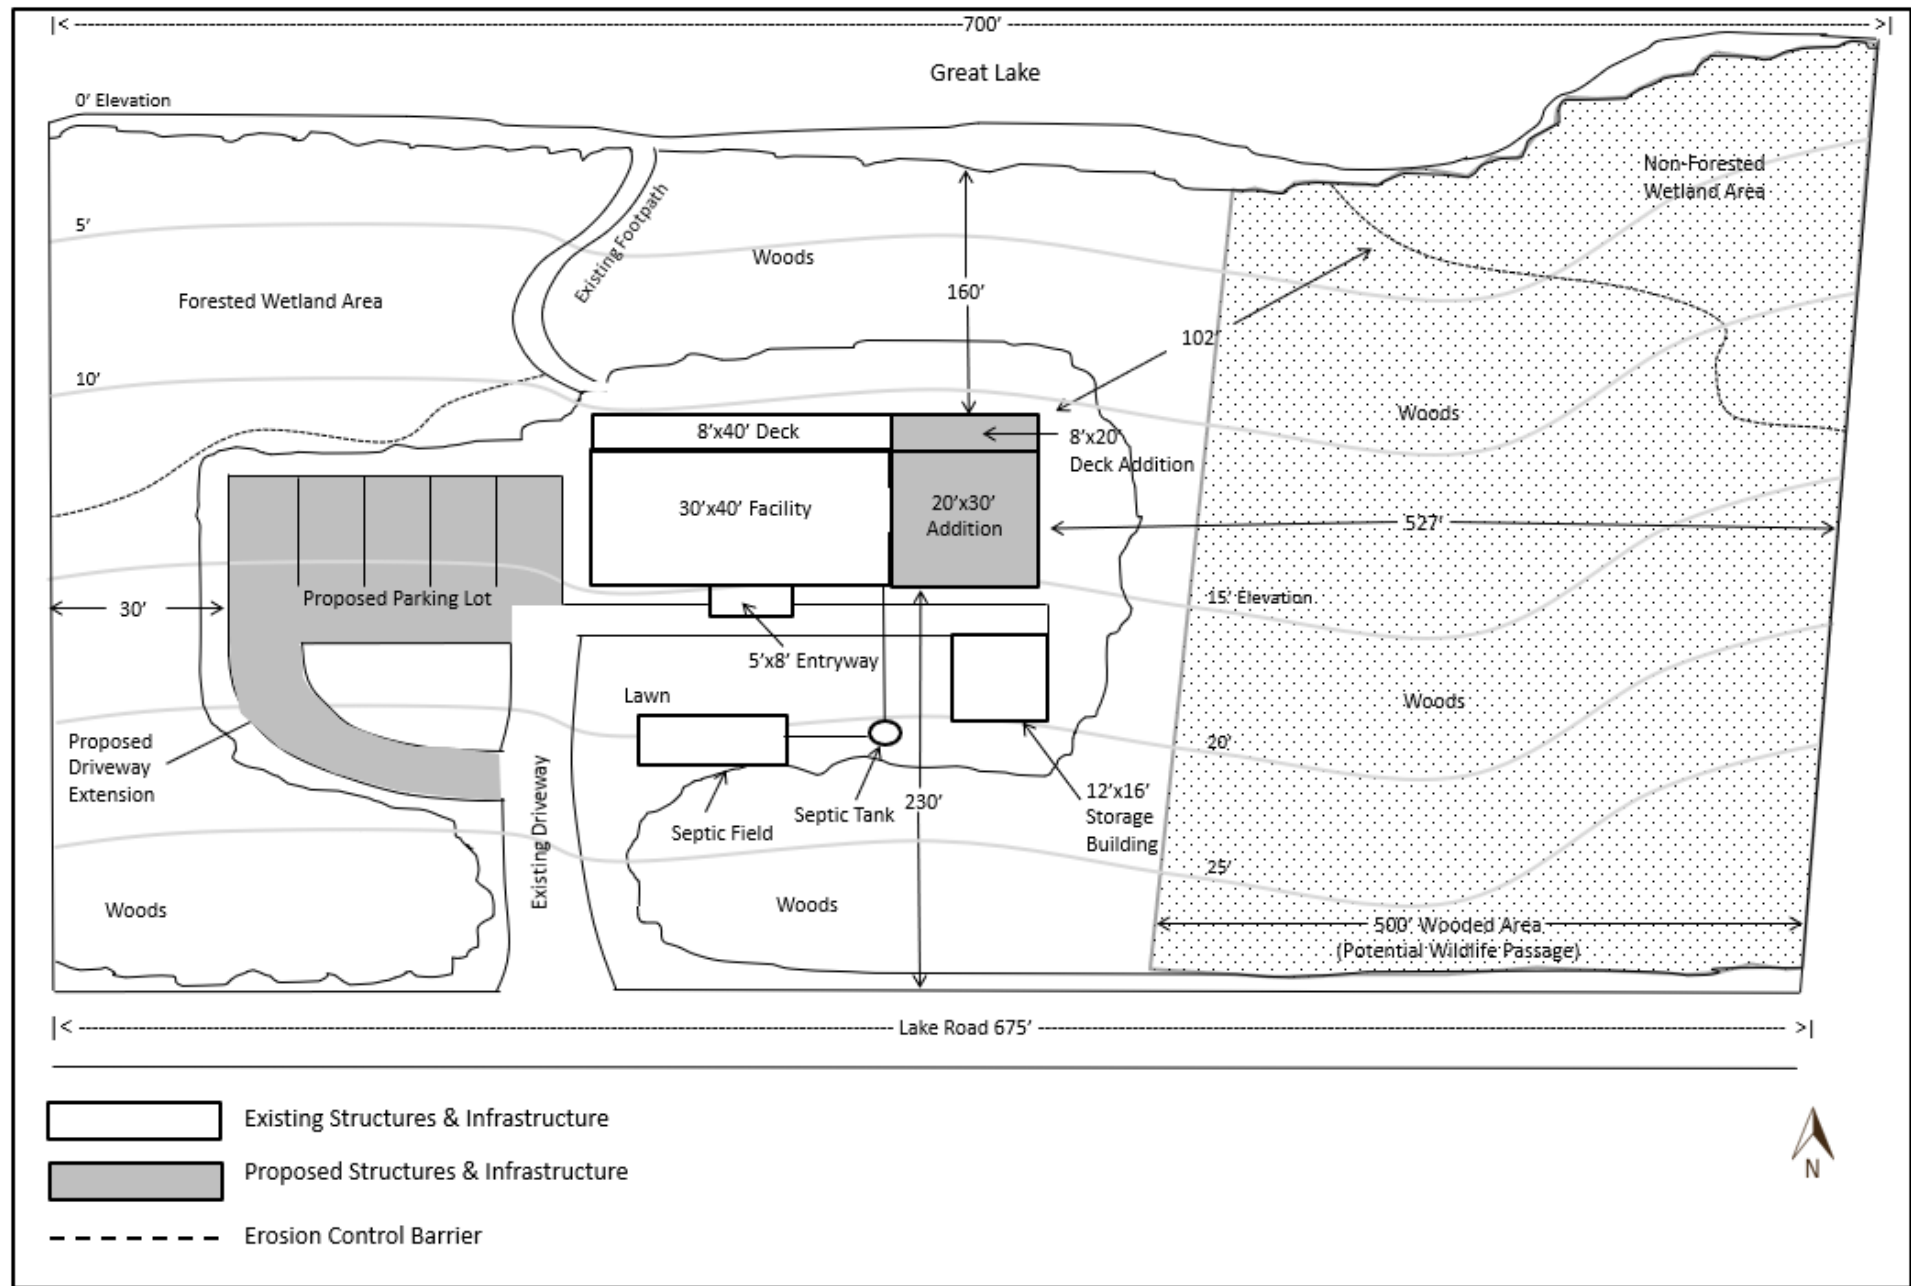 |< 700' >|
Great Lake
0' Elevation
Non-Forested
Wetland Area
5'
Existing Footpath
Woods
Forested Wetland Area
160'
102'
10'
Woods
8'x40' Deck
8'x20'
Deck Addition
30'x40' Facility
20'x30'
Addition
527'
Proposed Parking Lot
15' Elevation
30'
5'x8' Entryway
Lawn
Woods
Proposed
Driveway
Extension
20'
Existing Driveway
12'x16'
Storage
Building
230'
Septic Tank
Septic Field
25'
Woods
Woods
500' Wooded Area
(Potential Wildlife Passage)
|< Lake Road 675' >|
Existing Structures & Infrastructure
Proposed Structures & Infrastructure
Erosion Control Barrier
N